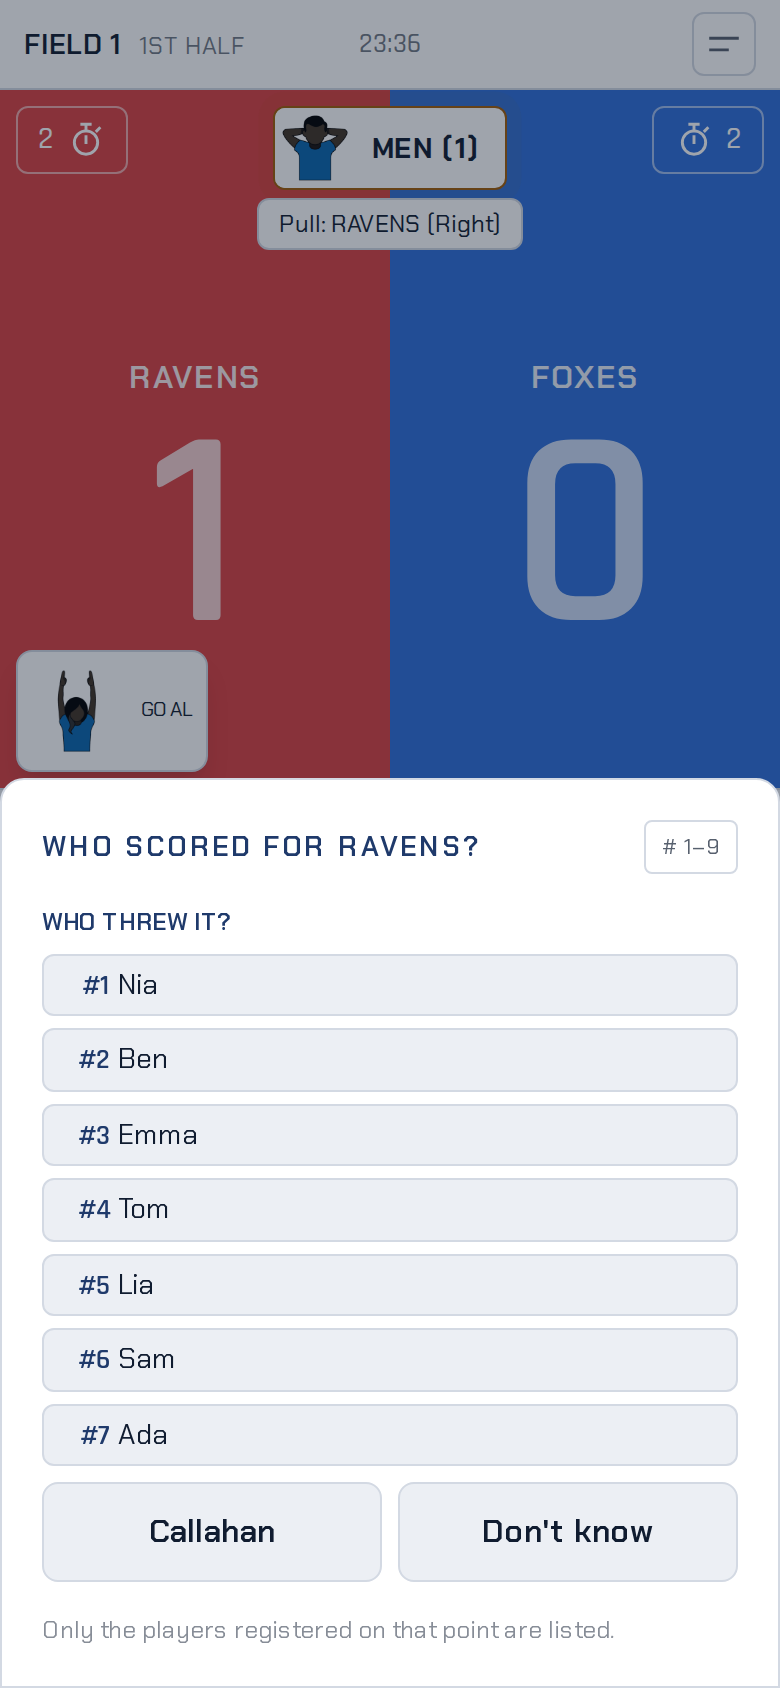 FIELD 1 1ST HALF 23:36
2 MEN (1) 2
Pull: RAVENS (Right)
RAVENS FOXES
1 0
GOAL
WHO SCORED FOR RAVENS? # 1–9
WHO THREW IT?
#1 Nia
#2 Ben
#3 Emma
#4 Tom
#5 Lia
#6 Sam
#7 Ada
Callahan Don't know
Only the players registered on that point are listed.